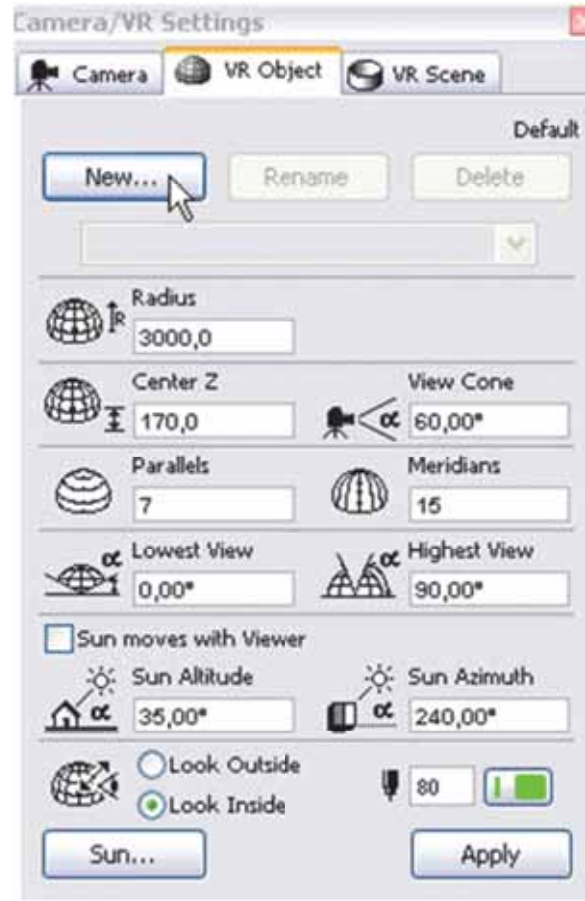 Camera/VR Settings
Camera VR Object VR Scene
Default
New... Rename Delete
Radius
R
3000,0
Center Z View Cone
170,0 α 60,00°
Parallels Meridians
7 15
α Lowest View α Highest View
0,00° 90,00°
Sun moves with Viewer
Sun Altitude Sun Azimuth
α 35,00° α 240,00°
Look Outside
80
Look Inside
Sun... Apply